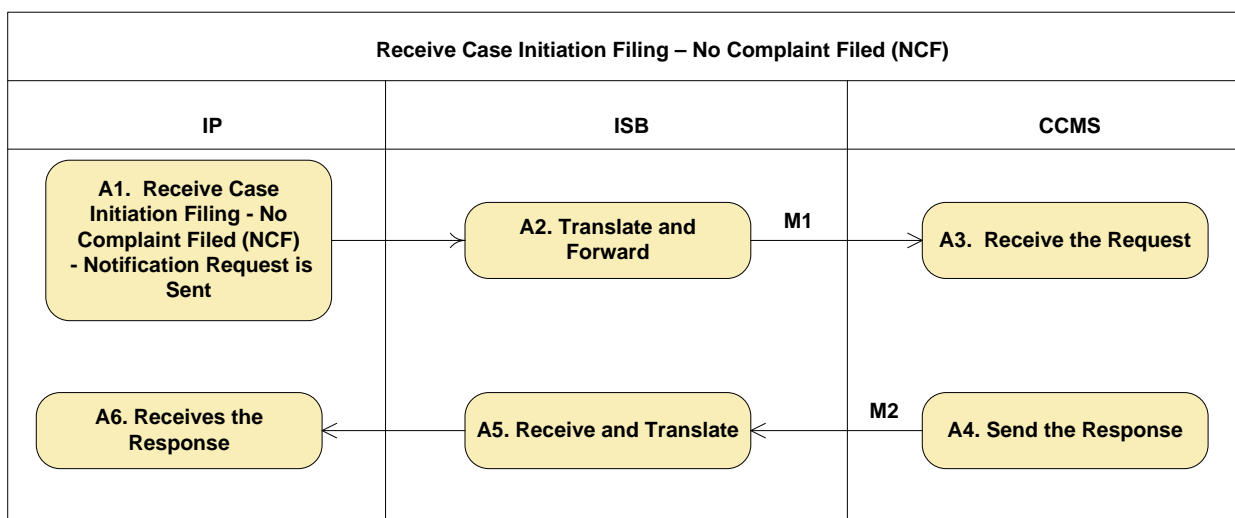 Receive Case Initiation Filing – No Complaint Filed (NCF)
IP
ISB
CCMS
A1.  Receive Case
Initiation Filing - No
Complaint Filed (NCF)
- Notification Request is
Sent
A2. Translate and
Forward
M1
A3.  Receive the Request
A6. Receives the
Response
A5. Receive and Translate
M2
A4. Send the Response